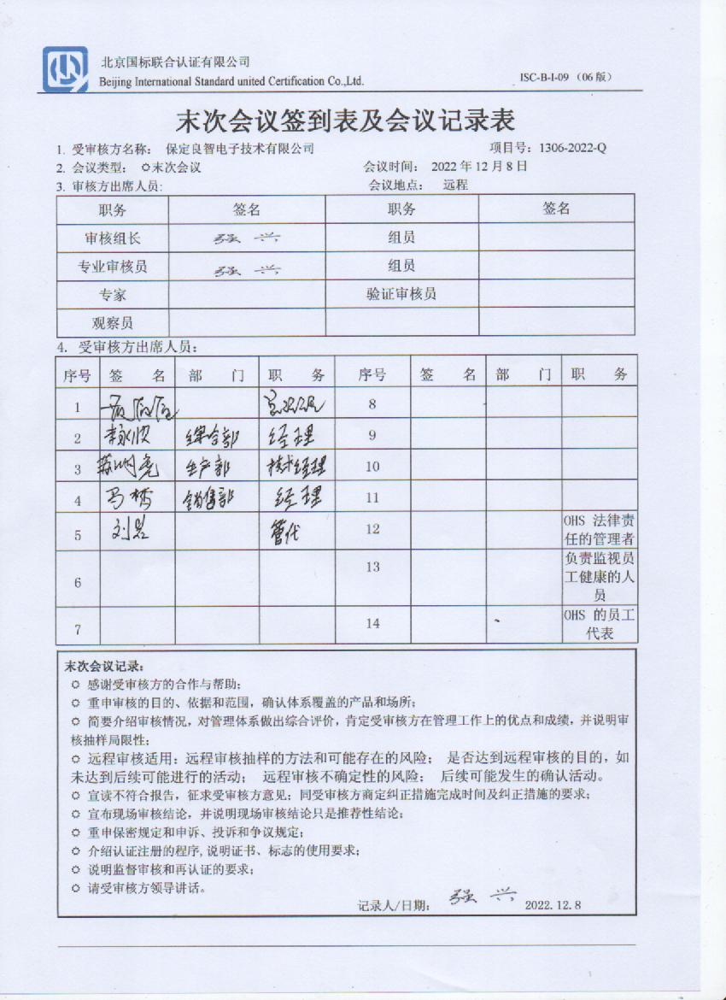 北京国标联合认证有限公司
Beijing International Standard united Certification Co.,Ltd.
ISC-B-I-09 （06版）
末次会议签到表及会议记录表
1. 受审核方名称： 保定良智电子技术有限公司 项目号：1306-2022-Q
2. 会议类型： 末次会议 会议时间： 2022 年 12 月 8 日
3. 审核方出席人员: 会议地点： 远程
职务 签名 职务 签名
审核组长 强兴 组员
专业审核员 强兴 组员
专家 验证审核员
观察员
4. 受审核方出席人员：
序号 签 名 部 门 职 务 序号 签 名 部 门 职 务
1 总经理 8
2 李永顺 综合部 经理 9
3 苏明亮 生产部 技术经理 10
4 马 销售部 经理 11
5 刘岩 管代 12 OHS 法律责
任的管理者
6 13 负责监视员
工健康的人
员
7 14 OHS 的员工
代表
末次会议记录：
感谢受审核方的合作与帮助；
重申审核的目的、依据和范围，确认体系覆盖的产品和场所；
简要介绍审核情况，对管理体系做出综合评价，肯定受审核方在管理工作上的优点和成绩，并说明审
核抽样局限性；
远程审核适用：远程审核抽样的方法和可能存在的风险； 是否达到远程审核的目的，如
未达到后续可能进行的活动； 远程审核不确定性的风险； 后续可能发生的确认活动。
宣读不符合报告，征求受审核方意见；同受审核方商定纠正措施完成时间及纠正措施的要求；
宣布现场审核结论，并说明现场审核结论只是推荐性结论；
重申保密规定和申诉、投诉和争议规定；
介绍认证注册的程序,说明证书、标志的使用要求；
说明监督审核和再认证的要求；
请受审核方领导讲话。
记录人/日期： 强兴 2022.12.8